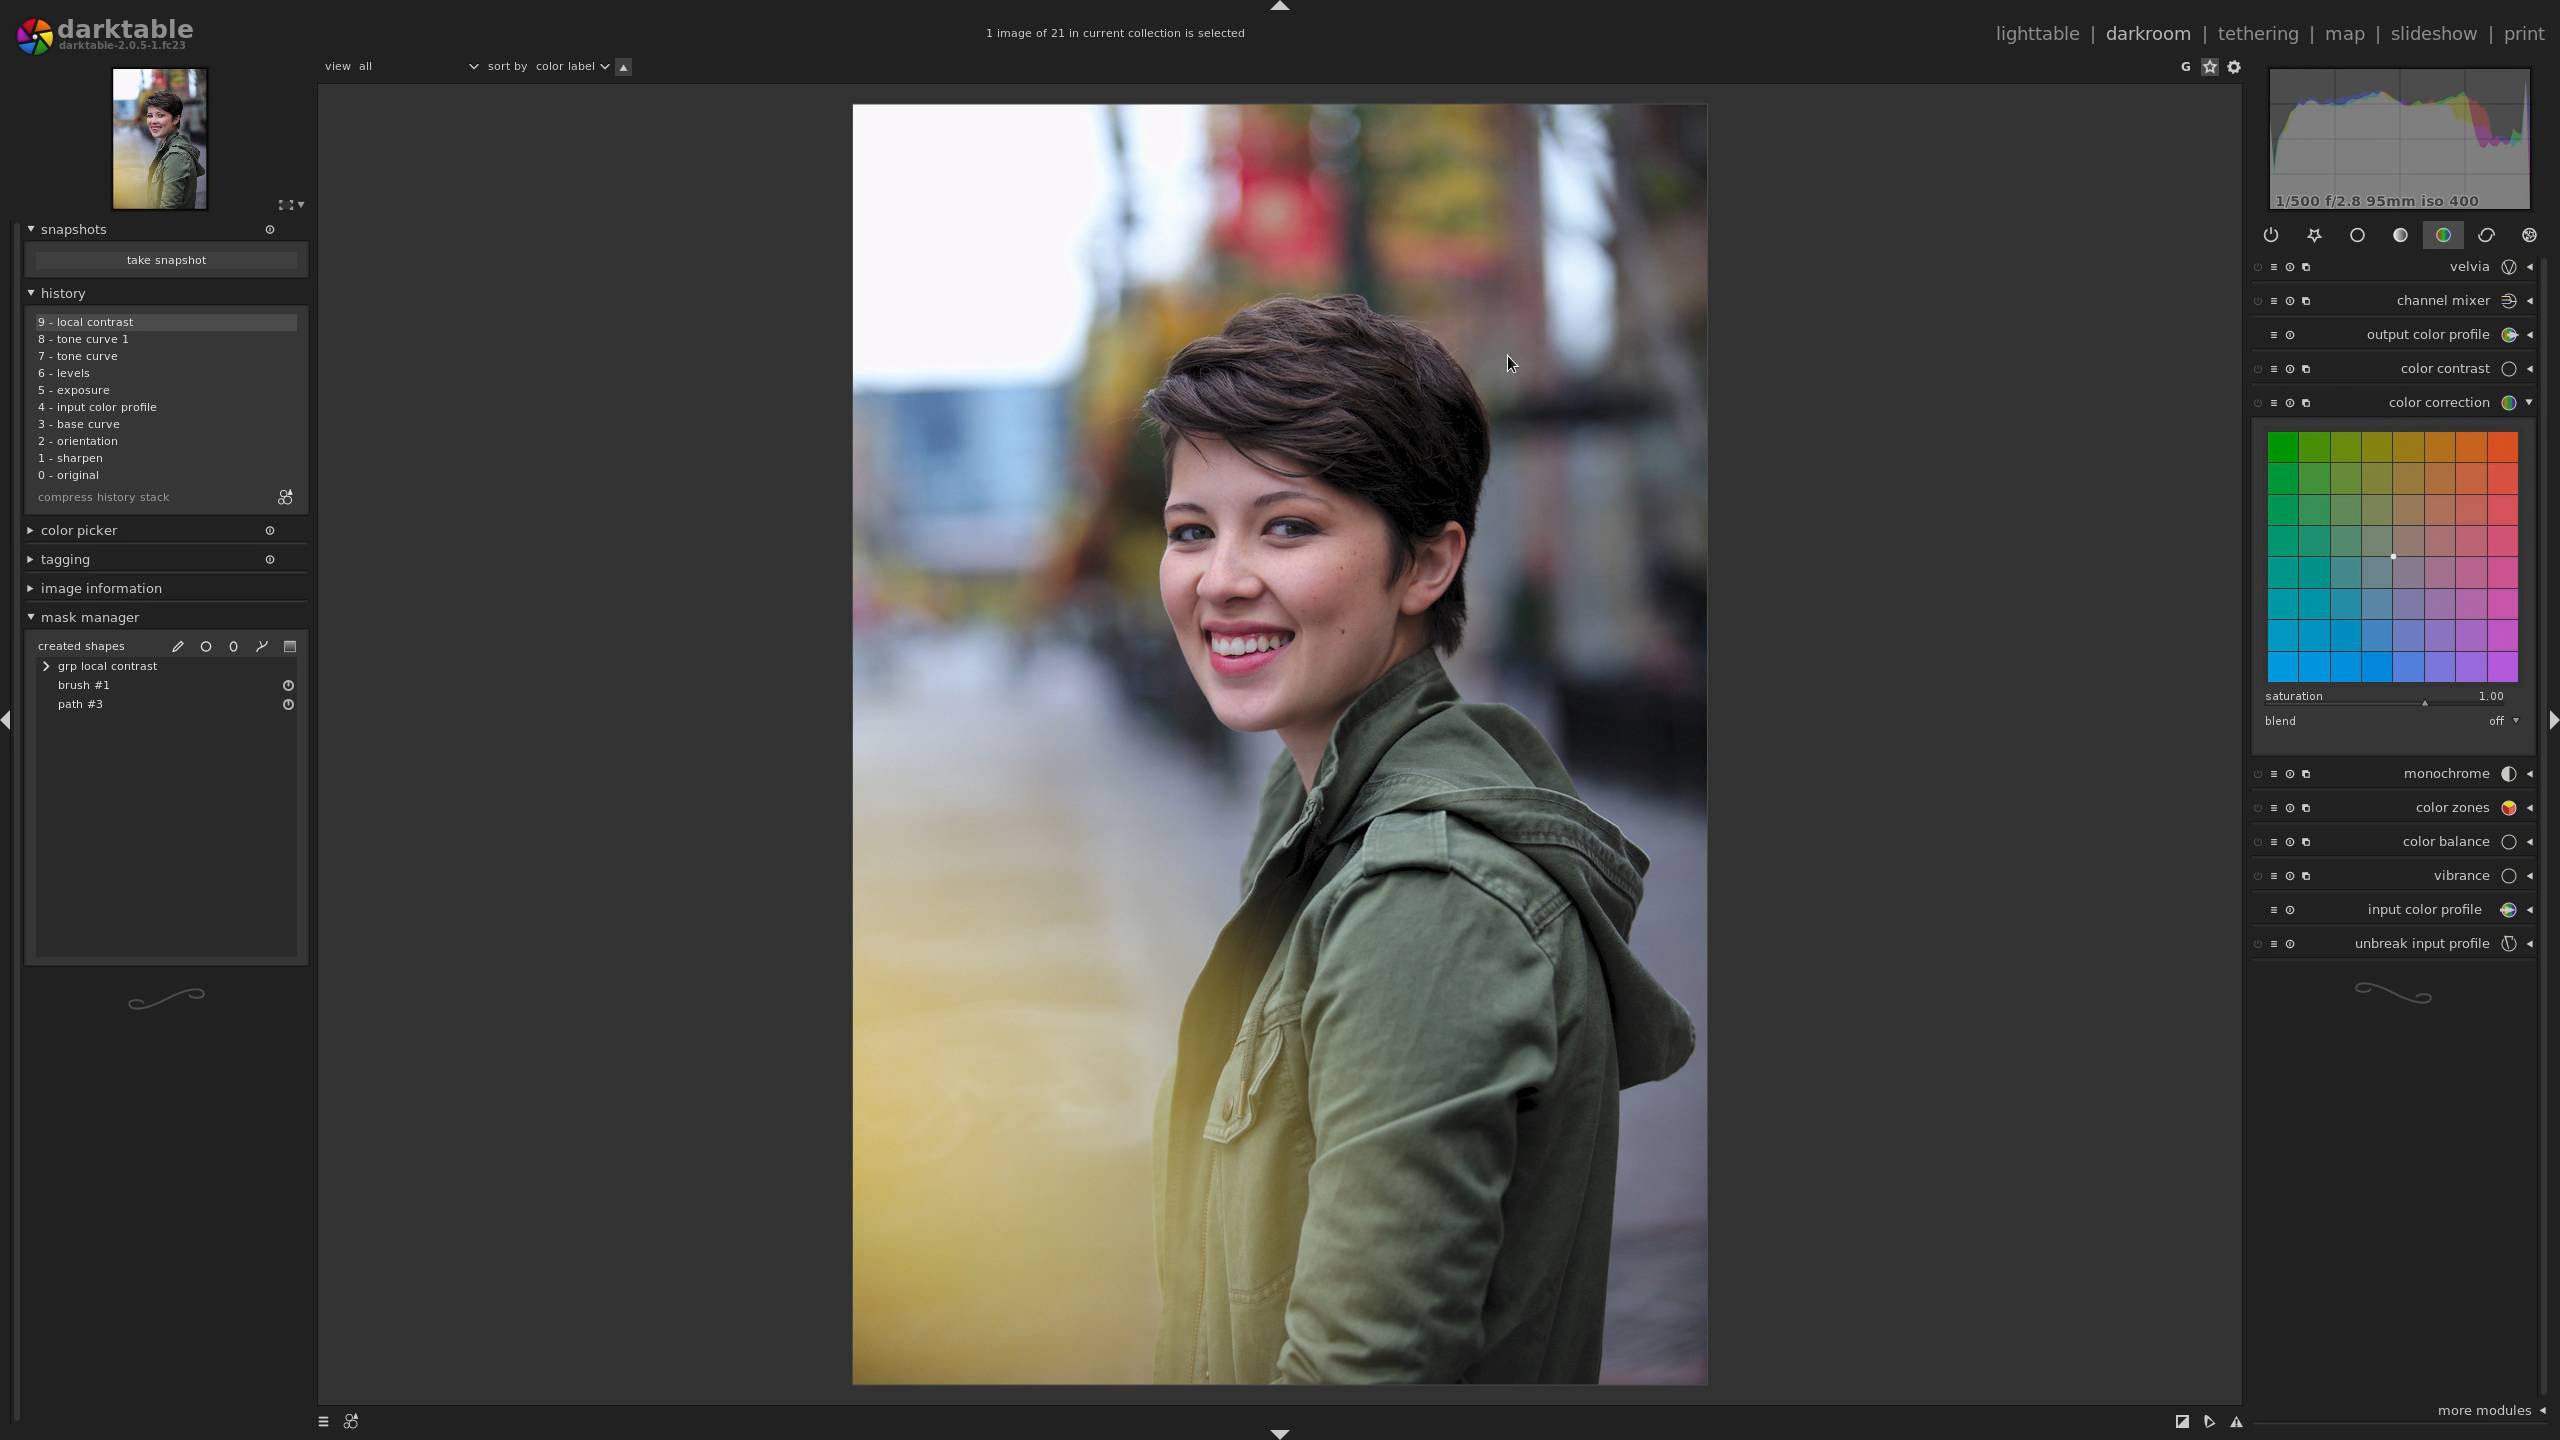 darktable
darktable-2.0.5-1.fc23
1 image of 21 in current collection is selected
lighttable | darkroom | tethering | map | slideshow | print
view all sort by color label
G
1/500 f/2.8 95mm iso 400
snapshots
take snapshot
history
9 - local contrast
8 - tone curve 1
7 - tone curve
6 - levels
5 - exposure
4 - input color profile
3 - base curve
2 - orientation
1 - sharpen
0 - original
compress history stack
color picker
tagging
image information
mask manager
created shapes
grp local contrast
brush #1
path #3
velvia
channel mixer
output color profile
color contrast
color correction
saturation 1.00
blend off
monochrome
color zones
color balance
vibrance
input color profile
unbreak input profile
more modules